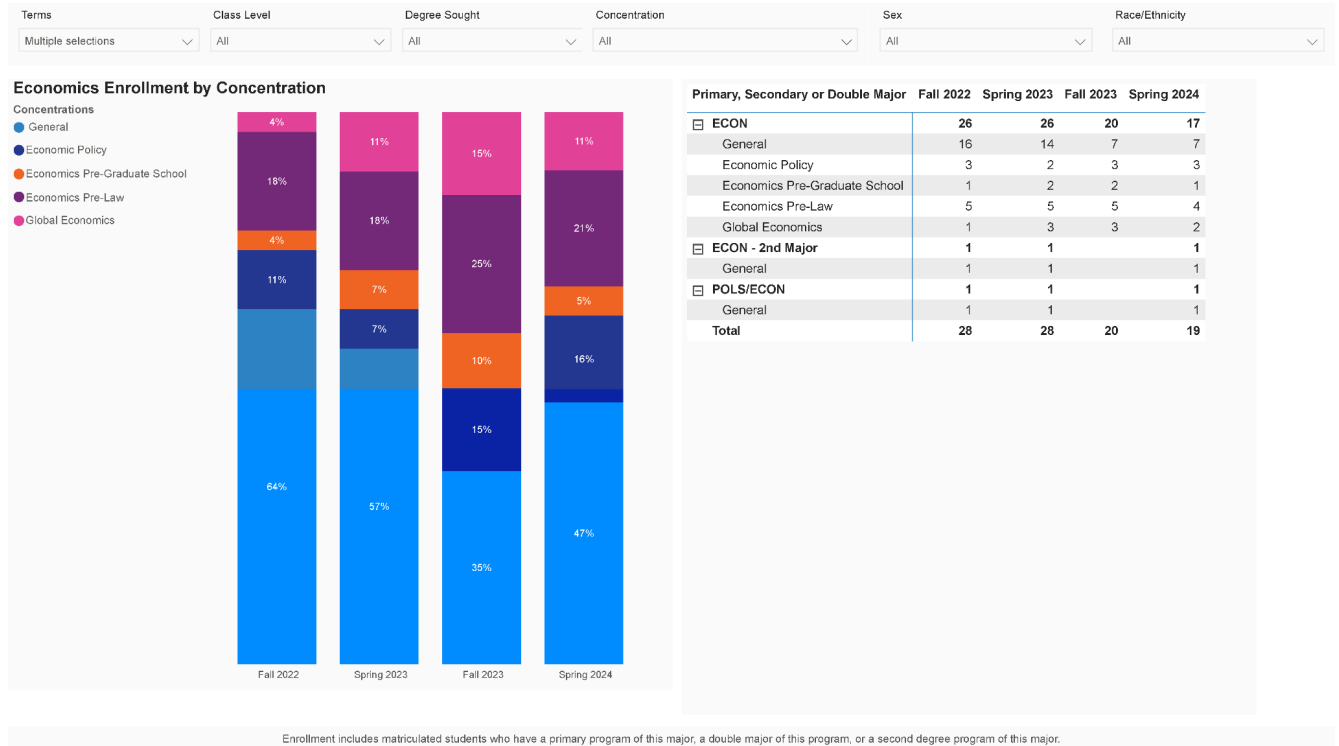 Terms Class Level Degree Sought Concentration Sex Race/Ethnicity
Multiple selections All All All All All
Economics Enrollment by Concentration
Concentrations
General
Economic Policy
Economics Pre-Graduate School
Economics Pre-Law
Global Economics
4%
18%
4%
11%
64%
Fall 2022
11%
18%
7%
7%
57%
Spring 2023
15%
25%
10%
15%
35%
Fall 2023
11%
21%
5%
16%
47%
Spring 2024
Primary, Secondary or Double Major Fall 2022 Spring 2023 Fall 2023 Spring 2024
ECON 26 26 20 17
General 16 14 7 7
Economic Policy 3 2 3 3
Economics Pre-Graduate School 1 2 2 1
Economics Pre-Law 5 5 5 4
Global Economics 1 3 3 2
ECON - 2nd Major 1 1 1
General 1 1 1
POLS/ECON 1 1 1
General 1 1 1
Total 28 28 20 19
Enrollment includes matriculated students who have a primary program of this major, a double major of this program, or a second degree program of this major.